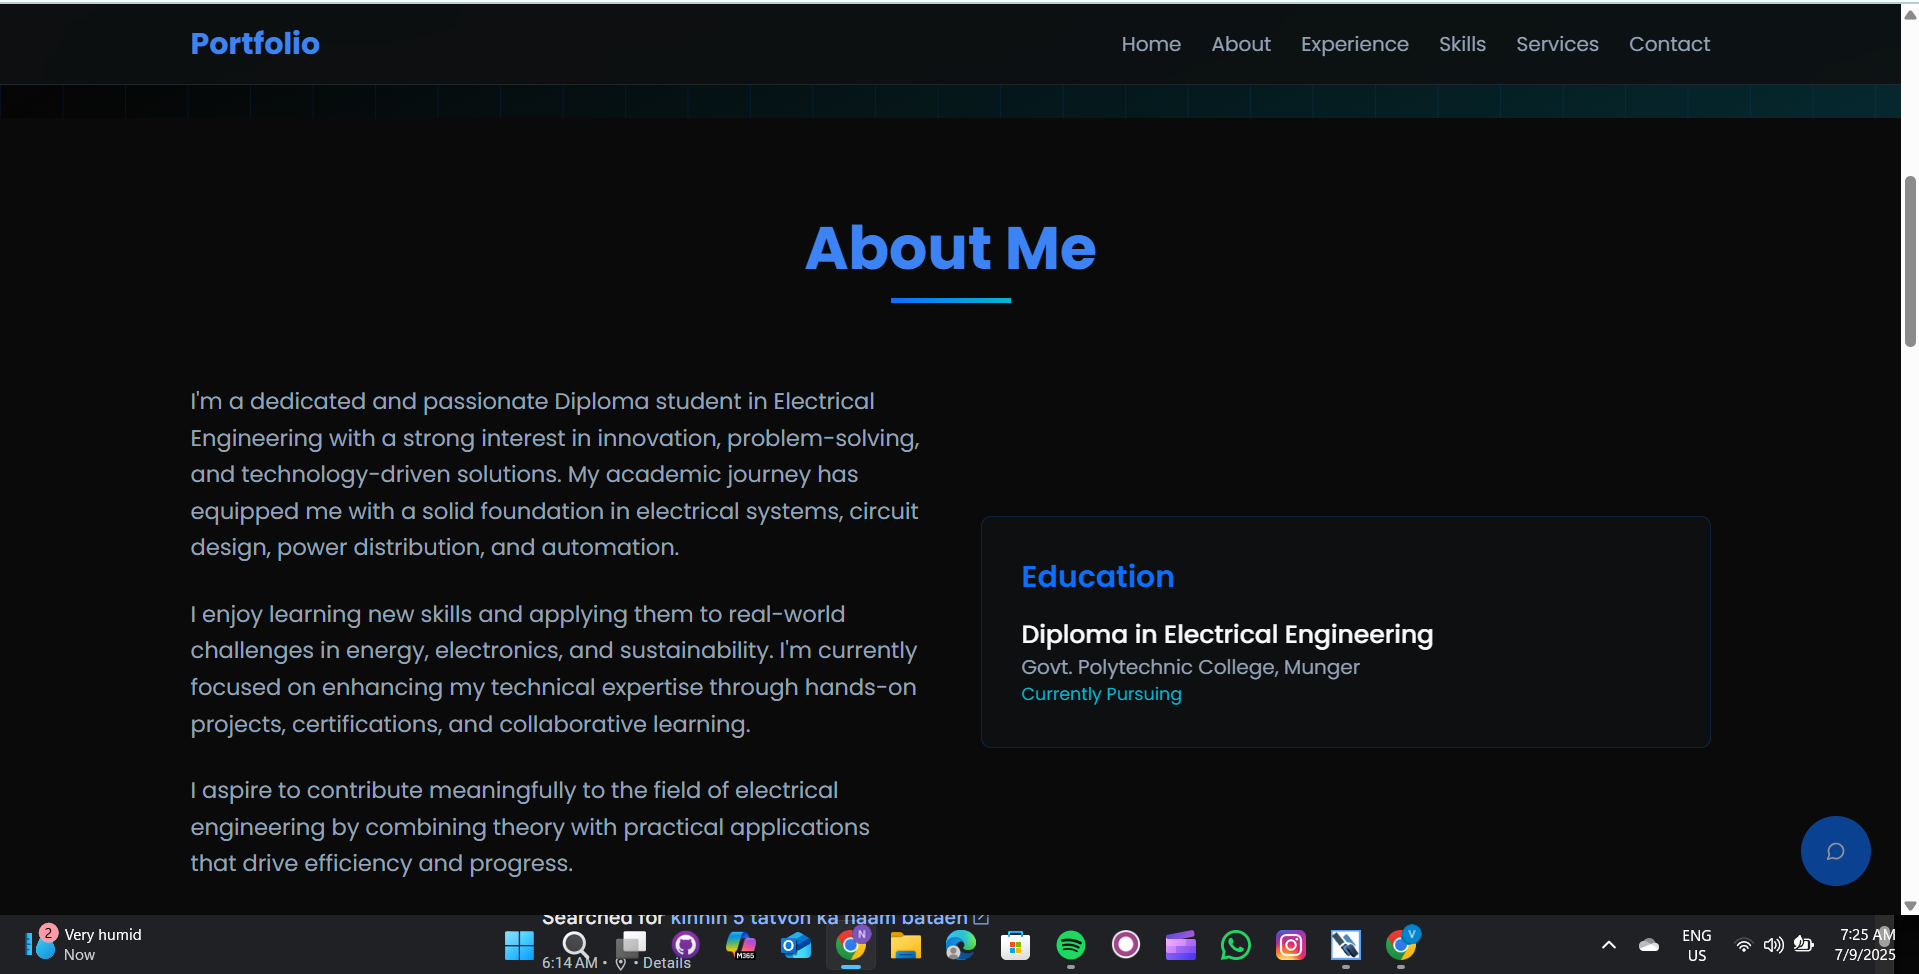 Portfolio
Home About Experience Skills Services Contact
About Me
I'm a dedicated and passionate Diploma student in Electrical
Engineering with a strong interest in innovation, problem-solving,
and technology-driven solutions. My academic journey has
equipped me with a solid foundation in electrical systems, circuit
design, power distribution, and automation.
I enjoy learning new skills and applying them to real-world
challenges in energy, electronics, and sustainability. I'm currently
focused on enhancing my technical expertise through hands-on
projects, certifications, and collaborative learning.
I aspire to contribute meaningfully to the field of electrical
engineering by combining theory with practical applications
that drive efficiency and progress.
Education
Diploma in Electrical Engineering
Govt. Polytechnic College, Munger
Currently Pursuing
Searched for kinhin 5 tatvon ka naam bataen
6:14 AM • • Details
2
Very humid
Now
M365
N
V
ENG
US
7:25 AM
7/9/2025